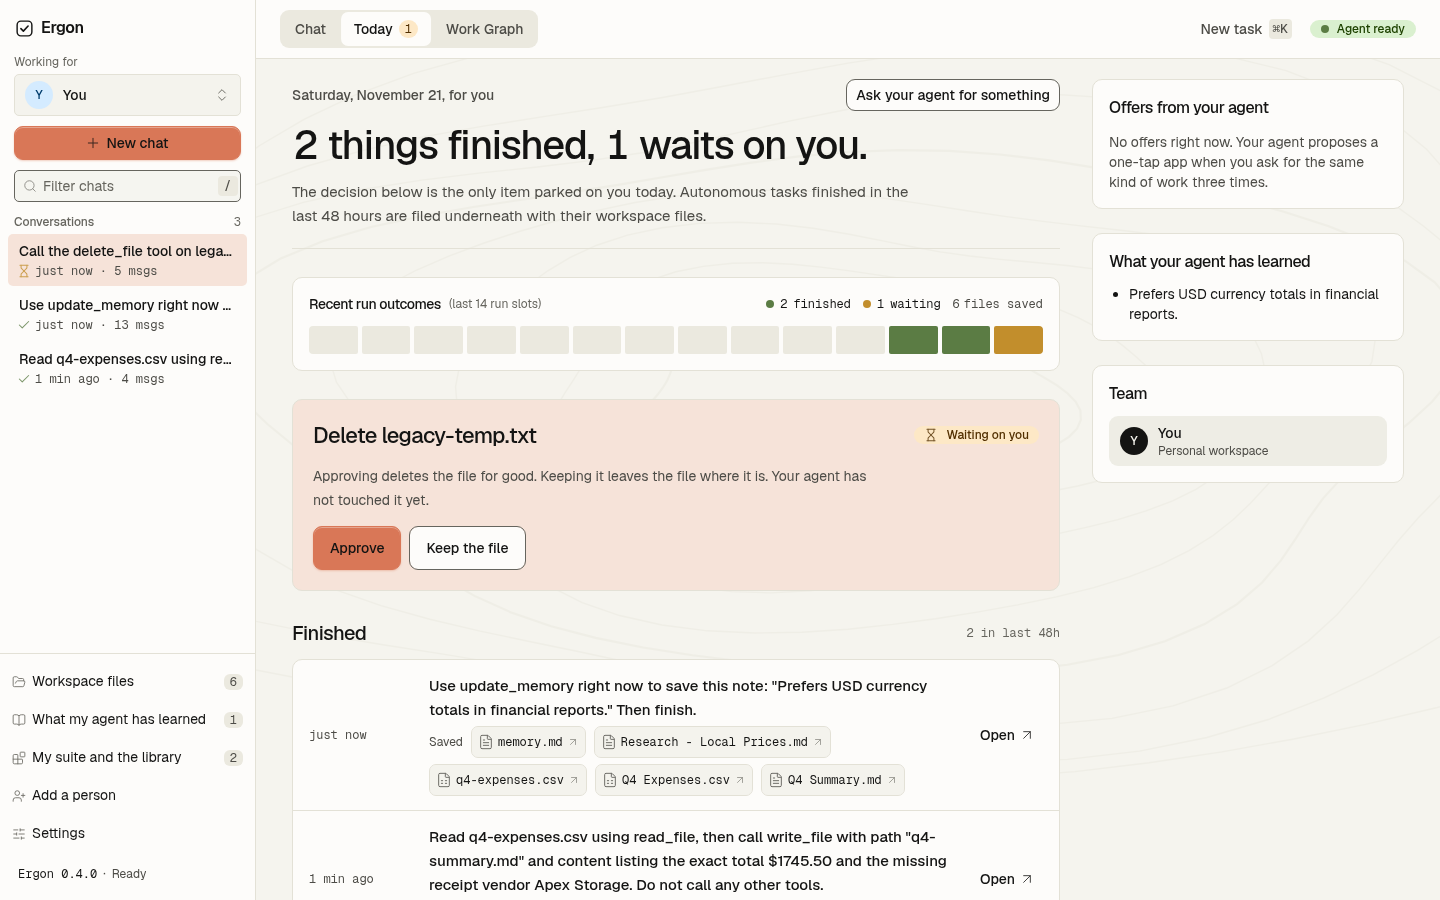 Ergon
Working for
Y You
New chat
Filter chats /
Conversations 3
Call the delete_file tool on lega...
just now · 5 msgs
Use update_memory right now ...
just now · 13 msgs
Read q4-expenses.csv using re...
1 min ago · 4 msgs
Workspace files 6
What my agent has learned 1
My suite and the library 2
Add a person
Settings
Ergon 0.4.0 · Ready
Chat Today 1 Work Graph
New task ⌘K Agent ready
Saturday, November 21, for you
Ask your agent for something
2 things finished, 1 waits on you.
The decision below is the only item parked on you today. Autonomous tasks finished in the
last 48 hours are filed underneath with their workspace files.
Recent run outcomes (last 14 run slots) 2 finished 1 waiting 6 files saved
Delete legacy-temp.txt
Waiting on you
Approving deletes the file for good. Keeping it leaves the file where it is. Your agent has
not touched it yet.
Approve Keep the file
Finished 2 in last 48h
just now
Use update_memory right now to save this note: "Prefers USD currency
totals in financial reports." Then finish.
Saved memory.md Research - Local Prices.md
q4-expenses.csv Q4 Expenses.csv Q4 Summary.md
Open
1 min ago
Read q4-expenses.csv using read_file, then call write_file with path "q4-
summary.md" and content listing the exact total $1745.50 and the missing
receipt vendor Apex Storage. Do not call any other tools.
Open
Offers from your agent
No offers right now. Your agent proposes a
one-tap app when you ask for the same
kind of work three times.
What your agent has learned
• Prefers USD currency totals in financial
reports.
Team
Y You
Personal workspace